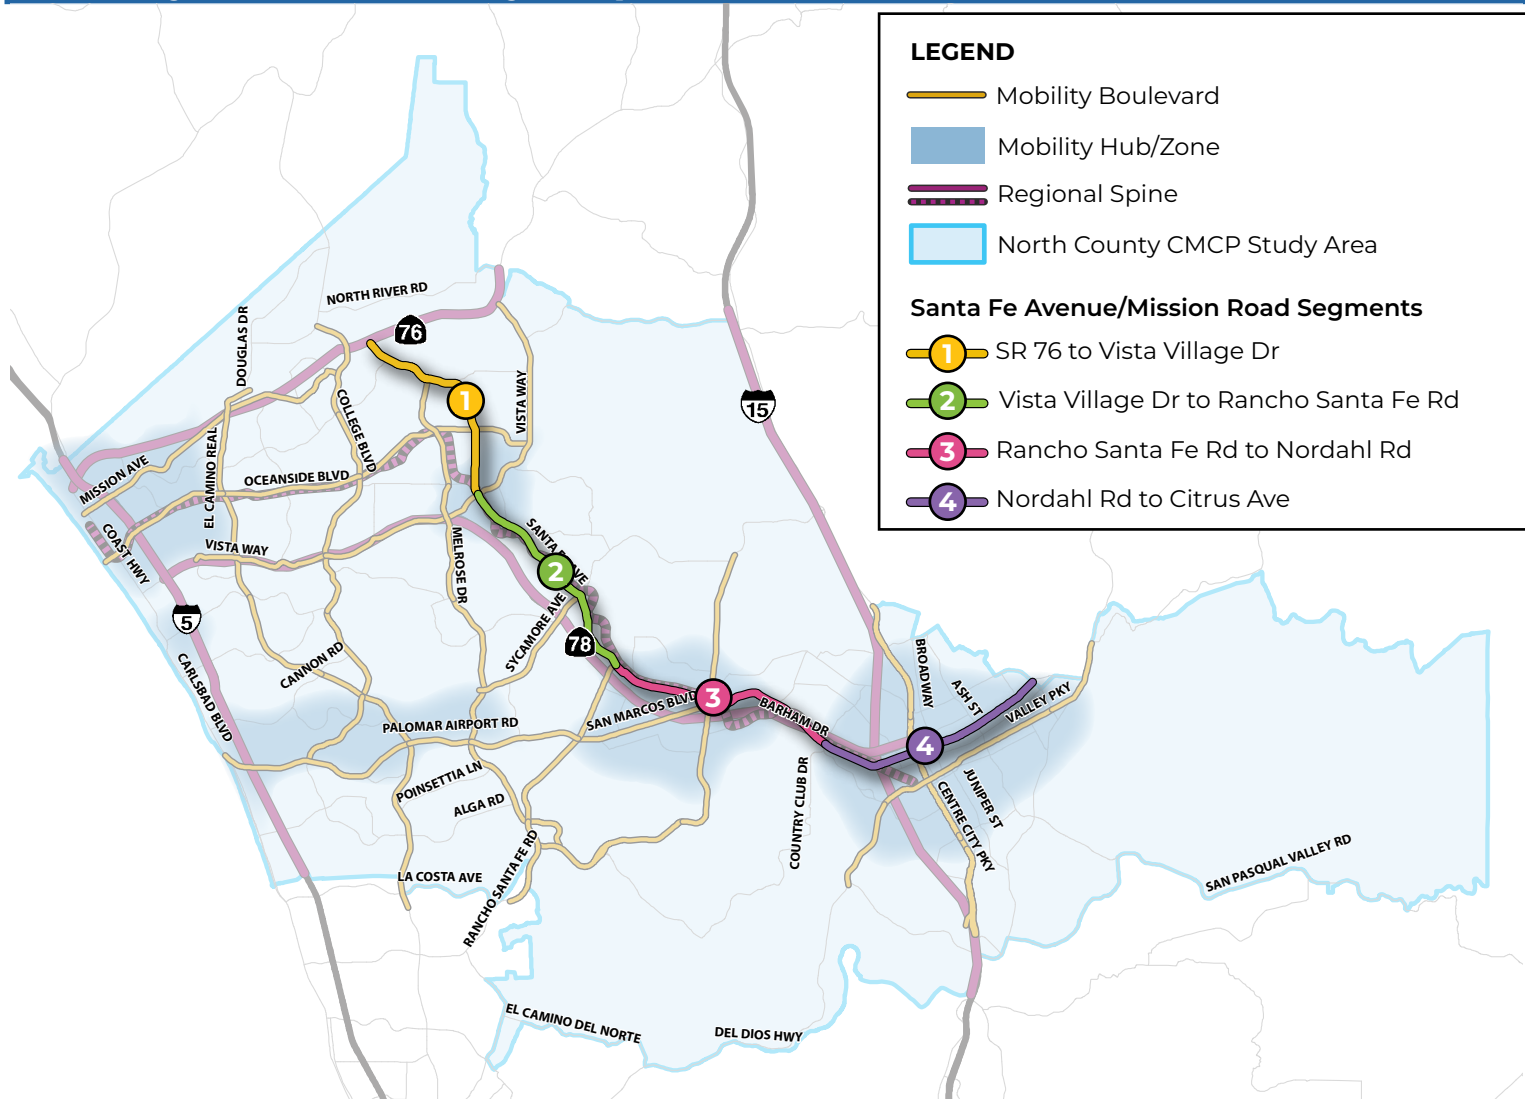 LEGEND
Mobility Boulevard
Mobility Hub/Zone
Regional Spine
North County CMCP Study Area
Santa Fe Avenue/Mission Road Segments
1 SR 76 to Vista Village Dr
2 Vista Village Dr to Rancho Santa Fe Rd
3 Rancho Santa Fe Rd to Nordahl Rd
4 Nordahl Rd to Citrus Ave
NORTH RIVER RD
76
DOUGLAS DR
1
VISTA WAY
15
COLLEGE BLVD
EL CAMINO REAL
MISSION AVE
OCEANSIDE BLVD
COAST HWY
VISTA WAY
MELROSE DR
SANTA FE AVE
2
5
SYCAMORE AVE
78
CANNON RD
CARLSBAD BLVD
PALOMAR AIRPORT RD
SAN MARCOS BLVD
3
BARHAM DR
BROADWAY
ASH ST
VALLEY PKY
4
POINSETTIA LN
ALGA RD
COUNTRY CLUB DR
JUNIPER ST
CENTRE CITY PKY
LA COSTA AVE
RANCHO SANTA FE RD
SAN PASQUAL VALLEY RD
EL CAMINO DEL NORTE
DEL DIOS HWY